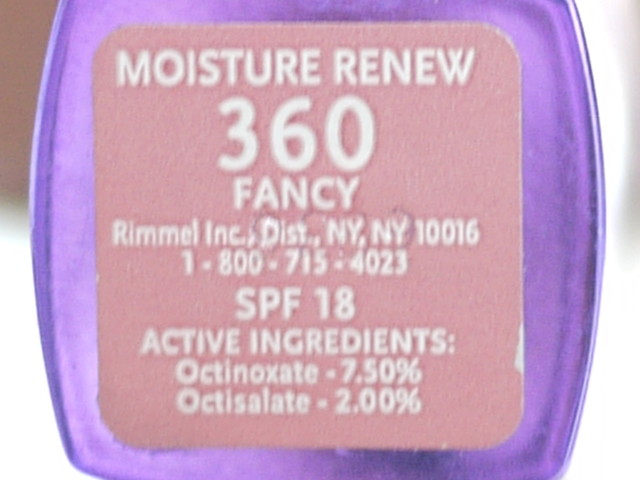 MOISTURE RENEW
360
FANCY
Rimmel Inc., Dist., NY, NY 10016
1 - 800 - 715 - 4023
SPF 18
ACTIVE INGREDIENTS:
Octinoxate - 7.50%
Octisalate - 2.00%